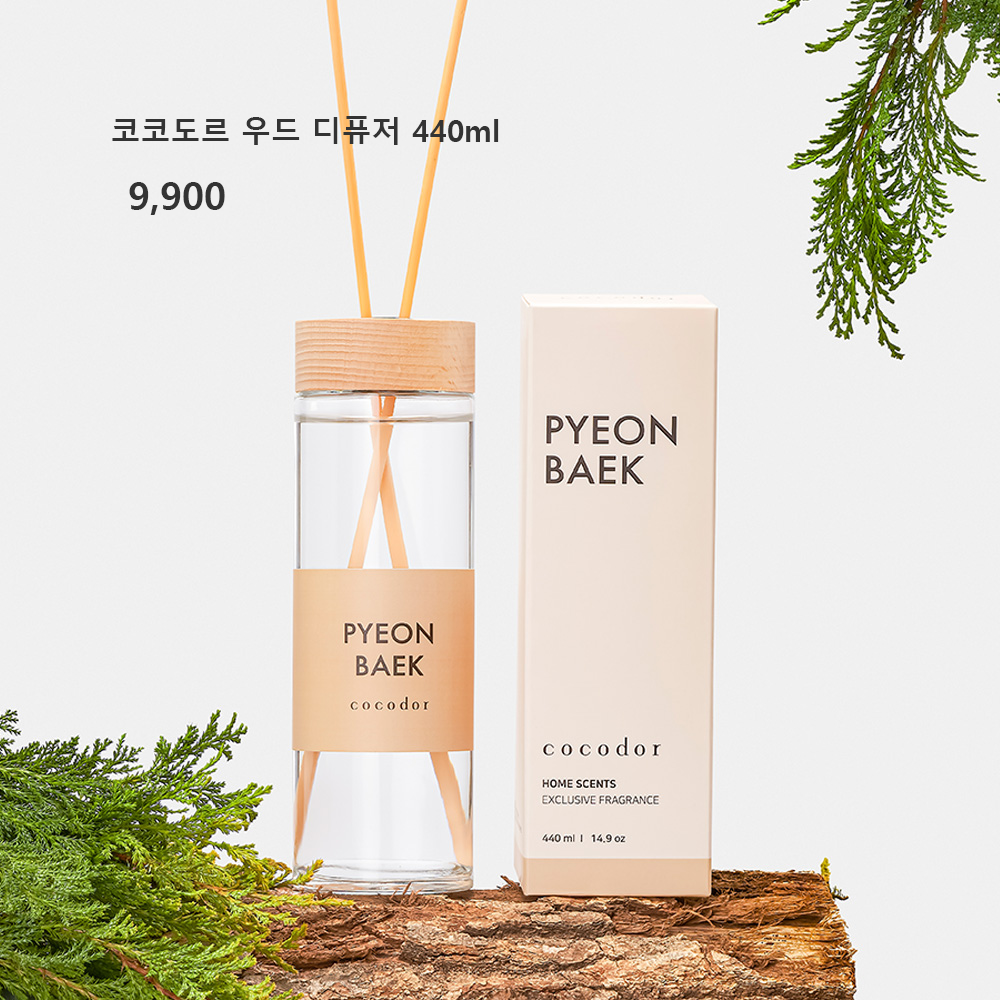 코코도르 우드 디퓨저 440ml
9,900
PYEON
BAEK
PYEON
BAEK
cocodor
cocodor
HOME SCENTS
EXCLUSIVE FRAGRANCE
440 ml | 14.9 oz